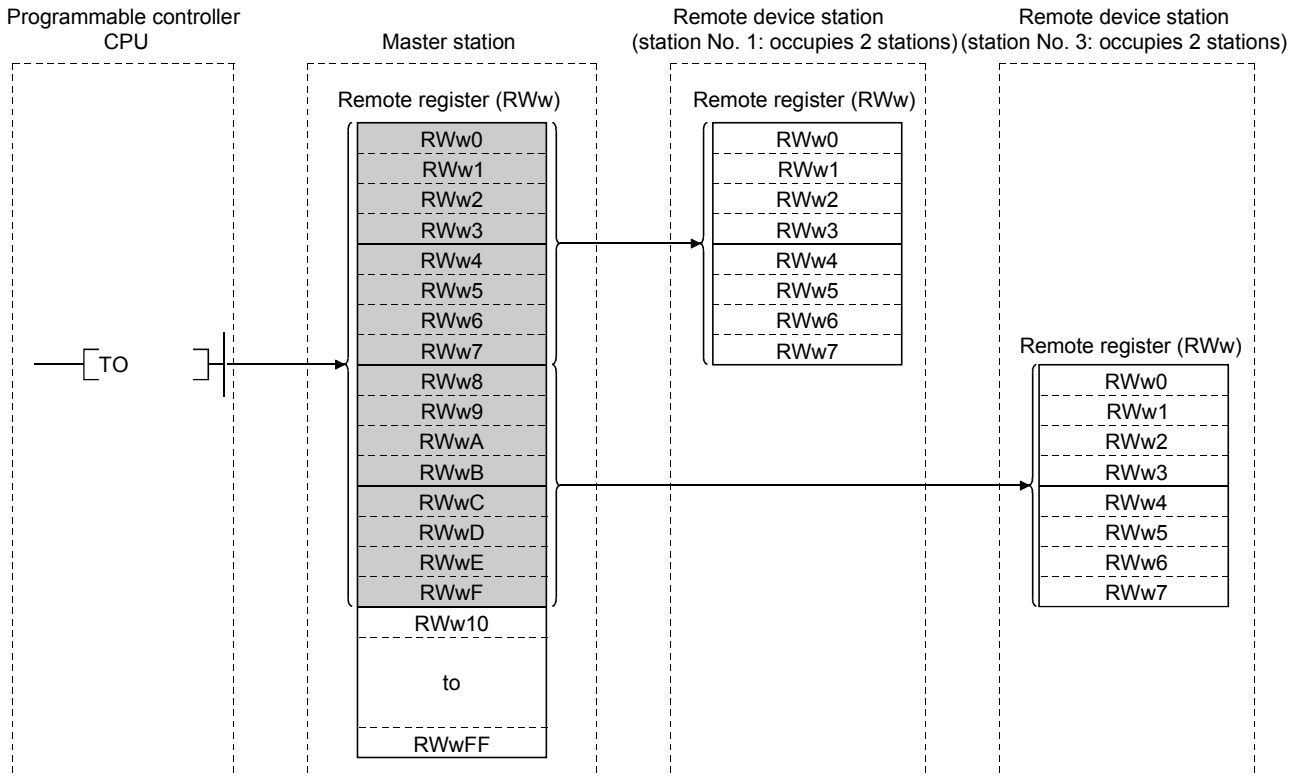 Programmable controller
CPU
Master station
Remote device station
(station No. 1: occupies 2 stations)
Remote device station
(station No. 3: occupies 2 stations)
Remote register (RWw)
RWw0
RWw1
RWw2
RWw3
RWw4
RWw5
RWw6
RWw7
RWw8
RWw9
RWwA
RWwB
RWwC
RWwD
RWwE
RWwF
RWw10
to
RWwFF
TO
Remote register (RWw)
RWw0
RWw1
RWw2
RWw3
RWw4
RWw5
RWw6
RWw7
Remote register (RWw)
RWw0
RWw1
RWw2
RWw3
RWw4
RWw5
RWw6
RWw7